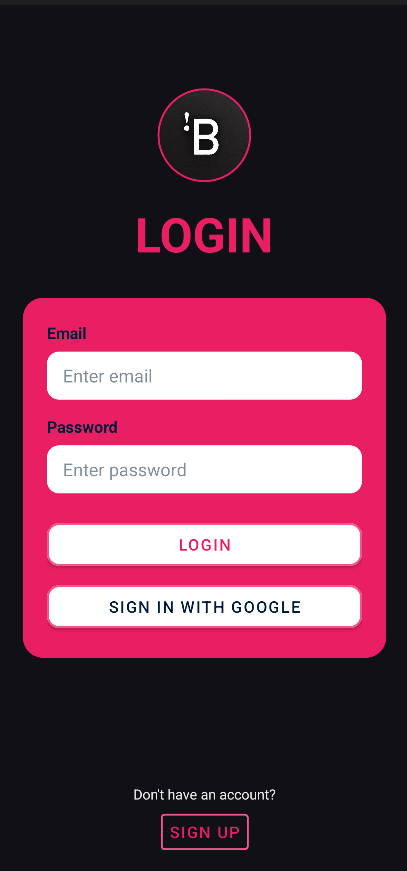 !B
LOGIN
Email
Enter email
Password
Enter password
LOGIN
SIGN IN WITH GOOGLE
Don't have an account?
SIGN UP